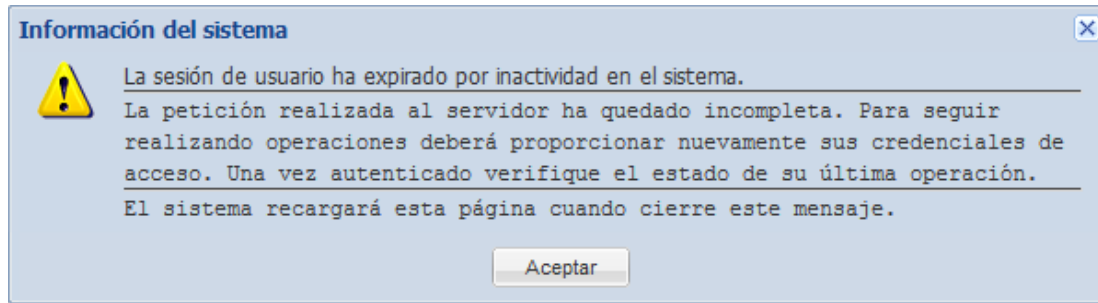 Información del sistema
La sesión de usuario ha expirado por inactividad en el sistema.
La petición realizada al servidor ha quedado incompleta. Para seguir
realizando operaciones deberá proporcionar nuevamente sus credenciales de
acceso. Una vez autenticado verifique el estado de su última operación.
El sistema recargará esta página cuando cierre este mensaje.
Aceptar